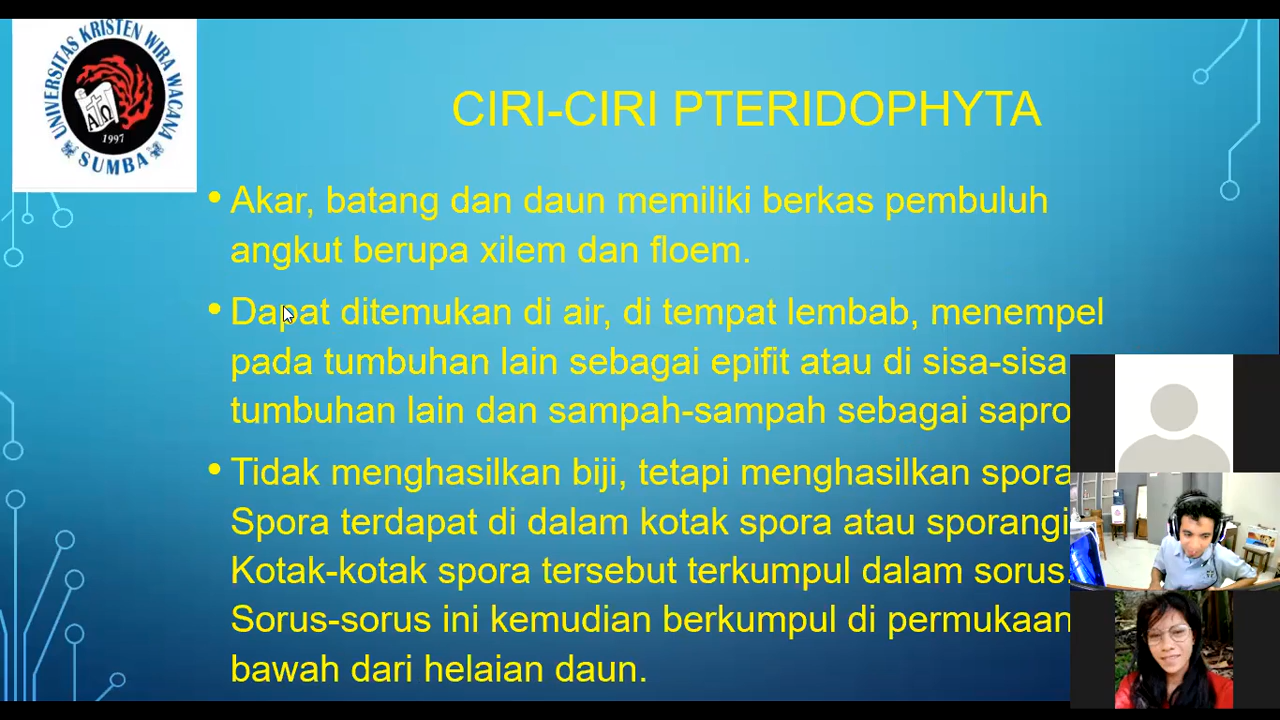 UNIVERSITAS KRISTEN WIRA WACANA
SUMBA
1997
CIRI-CIRI PTERIDOPHYTA
• Akar, batang dan daun memiliki berkas pembuluh
angkut berupa xilem dan floem.
• Dapat ditemukan di air, di tempat lembab, menempel
pada tumbuhan lain sebagai epifit atau di sisa-sisa
tumbuhan lain dan sampah-sampah sebagai sapro
• Tidak menghasilkan biji, tetapi menghasilkan spora
Spora terdapat di dalam kotak spora atau sporangi
Kotak-kotak spora tersebut terkumpul dalam sorus.
Sorus-sorus ini kemudian berkumpul di permukaan
bawah dari helaian daun.